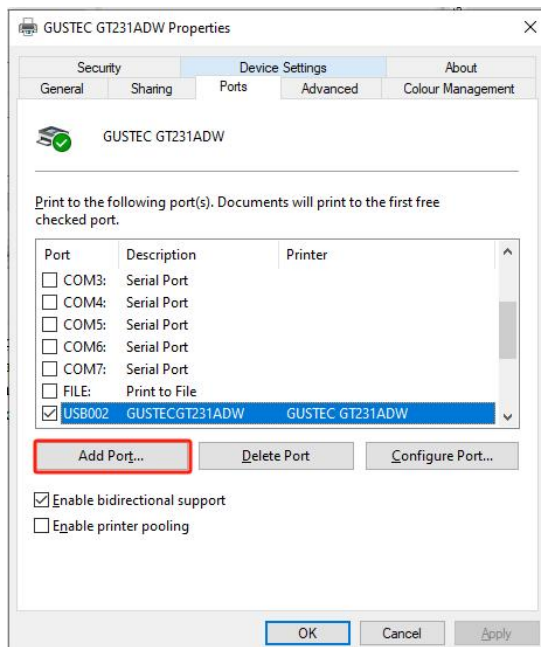 GUSTEC GT231ADW Properties
Security Device Settings About
General Sharing Ports Advanced Colour Management
GUSTEC GT231ADW
Print to the following port(s). Documents will print to the first free
checked port.
Port Description Printer
COM3: Serial Port
COM4: Serial Port
COM5: Serial Port
COM6: Serial Port
COM7: Serial Port
FILE: Print to File
USB002 GUSTECGT231ADW GUSTEC GT231ADW
Add Port... Delete Port Configure Port...
Enable bidirectional support
Enable printer pooling
OK Cancel Apply